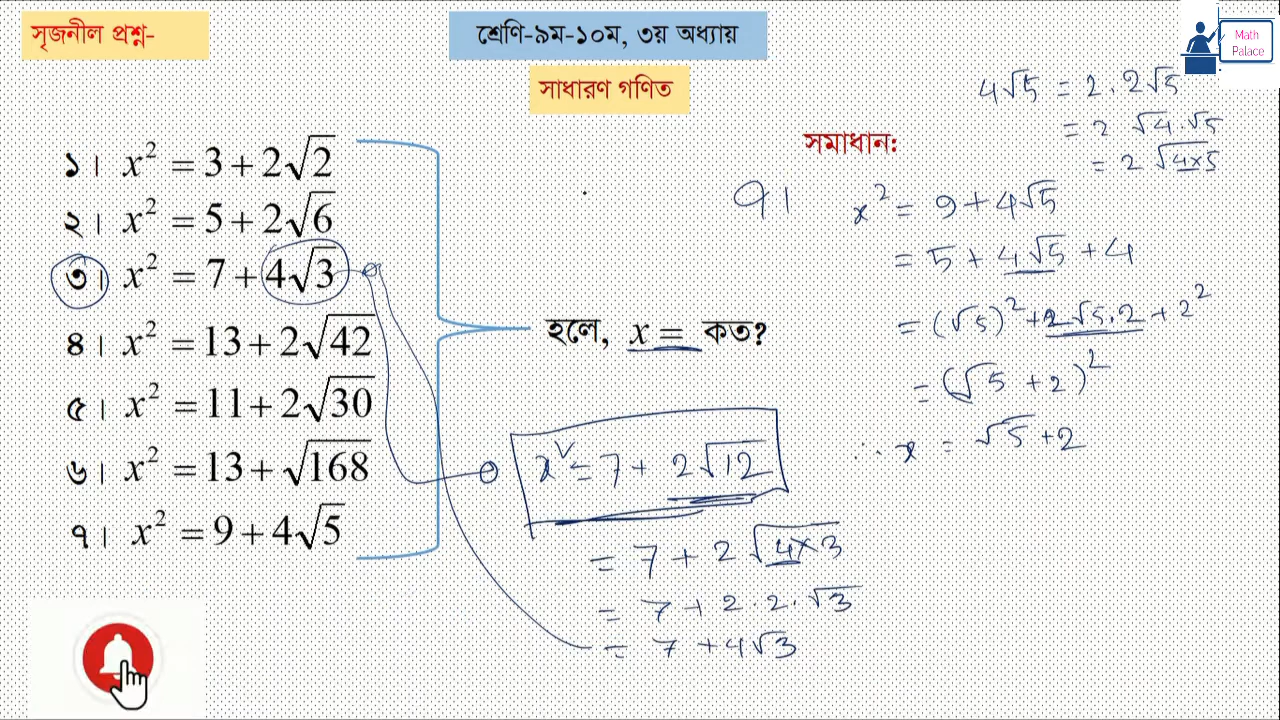 সৃজনীল প্রশ্ন-
শ্রেণি-৯ম-১০ম, ৩য় অধ্যায়
সাধারণ গণিত
Math
Palace
১। x² = 3 + 2√2
২। x² = 5 + 2√6
৩। x² = 7 + 4√3
৪। x² = 13 + 2√42
৫। x² = 11 + 2√30
৬। x² = 13 + √168
৭। x² = 9 + 4√5
হলে, x = কত?
x² = 7 + 2√12
= 7 + 2√4×3
= 7 + 2·2·√3
= 7 + 4√3
সমাধান:
4√5 = 2·2√5
= 2 √4·√5
= 2 √4×5
৭। x² = 9 + 4√5
= 5 + 4√5 + 4
= (√5)² + 2√5·2 + 2²
= (√5 + 2)²
∴ x = √5 + 2